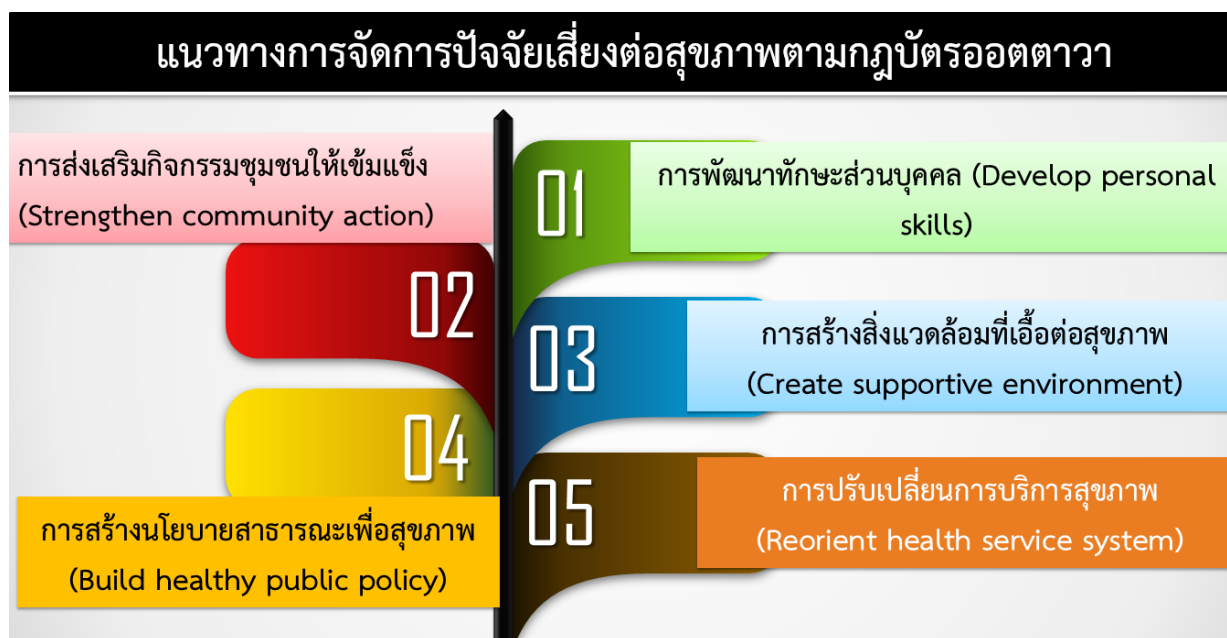 แนวทางการจัดการปัจจัยเสี่ยงต่อสุขภาพตามกฎบัตรออตตาวา
01
การพัฒนาทักษะส่วนบุคคล (Develop personal
skills)
การส่งเสริมกิจกรรมชุมชนให้เข้มแข็ง
(Strengthen community action)
02
03
การสร้างสิ่งแวดล้อมที่เอื้อต่อสุขภาพ
(Create supportive environment)
04
การสร้างนโยบายสาธารณะเพื่อสุขภาพ
(Build healthy public policy)
05
การปรับเปลี่ยนการบริการสุขภาพ
(Reorient health service system)